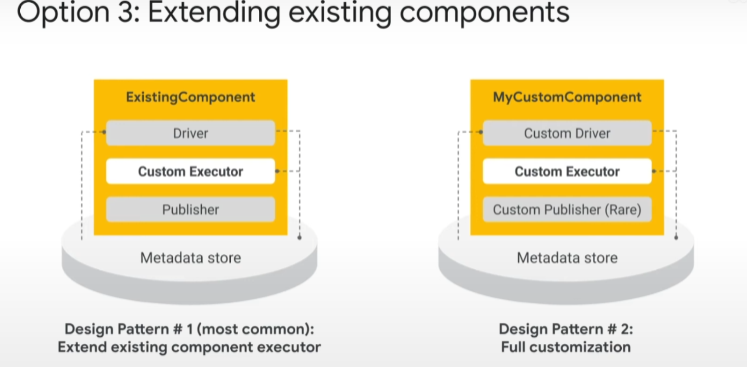 Option 3: Extending existing components
ExistingComponent
Driver
Custom Executor
Publisher
Metadata store
Design Pattern # 1 (most common):
Extend existing component executor
MyCustomComponent
Custom Driver
Custom Executor
Custom Publisher (Rare)
Metadata store
Design Pattern # 2:
Full customization